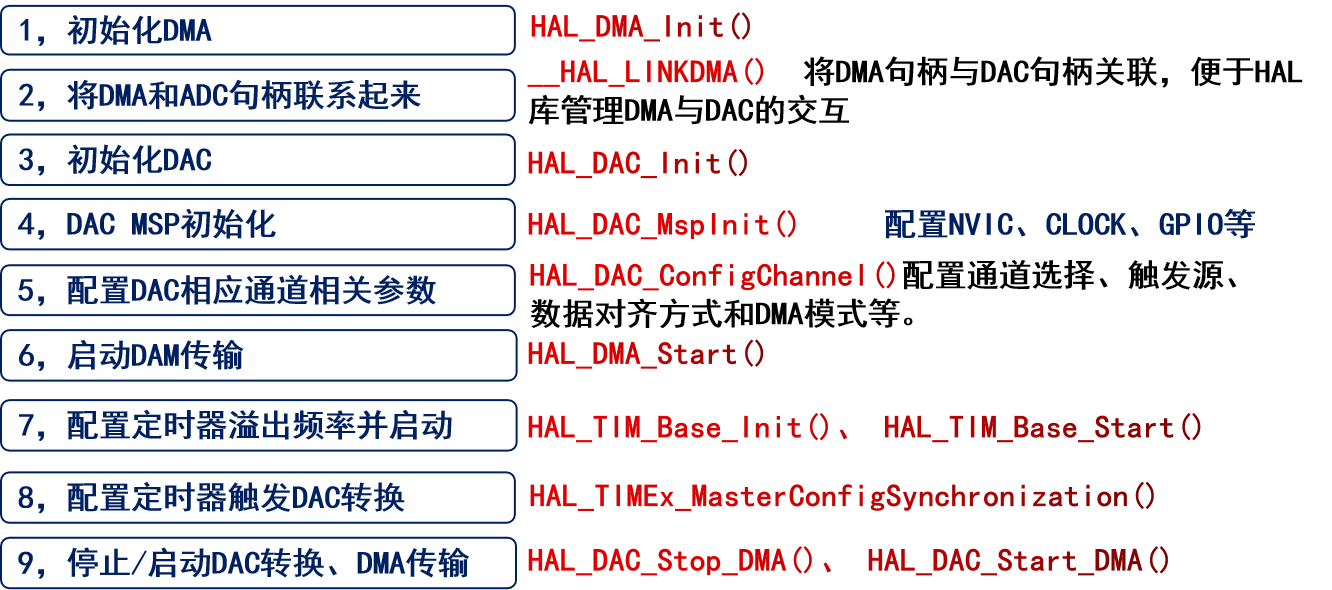 1，初始化DMA
HAL_DMA_Init()
2，将DMA和ADC句柄联系起来
__HAL_LINKDMA() 将DMA句柄与DAC句柄关联，便于HAL
库管理DMA与DAC的交互
3，初始化DAC
HAL_DAC_Init()
4，DAC MSP初始化
HAL_DAC_MspInit() 配置NVIC、CLOCK、GPIO等
5，配置DAC相应通道相关参数
HAL_DAC_ConfigChannel()配置通道选择、触发源、
数据对齐方式和DMA模式等。
6，启动DAM传输
HAL_DMA_Start()
7，配置定时器溢出频率并启动
HAL_TIM_Base_Init()、 HAL_TIM_Base_Start()
8，配置定时器触发DAC转换
HAL_TIMEx_MasterConfigSynchronization()
9，停止/启动DAC转换、DMA传输
HAL_DAC_Stop_DMA()、 HAL_DAC_Start_DMA()